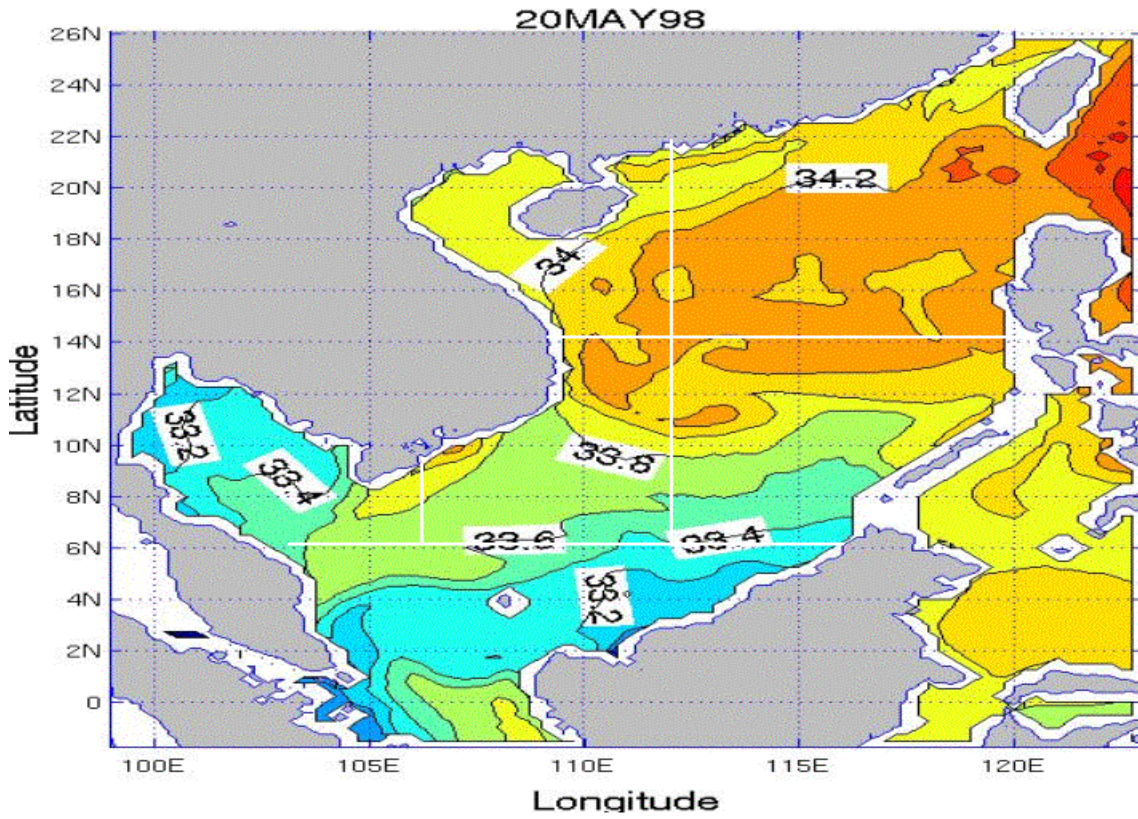 20MAY98
26N
24N
22N
20N
18N
16N
14N
12N
10N
8N
6N
4N
2N
0
Latitude
34.2
34
33.2
33.4
33.8
33.6
33.4
33.2
100E 105E 110E 115E 120E
Longitude